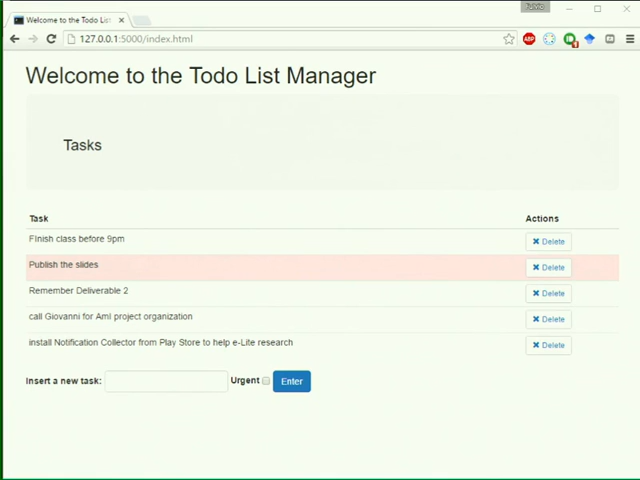 Fulvio
Welcome to the Todo List
127.0.0.1:5000/index.html
ABP
Welcome to the Todo List Manager
Tasks
Task Actions
FInish class before 9pm Delete
Publish the slides Delete
Remember Deliverable 2 Delete
call Giovanni for AmI project organization Delete
install Notification Collector from Play Store to help e-Lite research Delete
Insert a new task: Urgent Enter